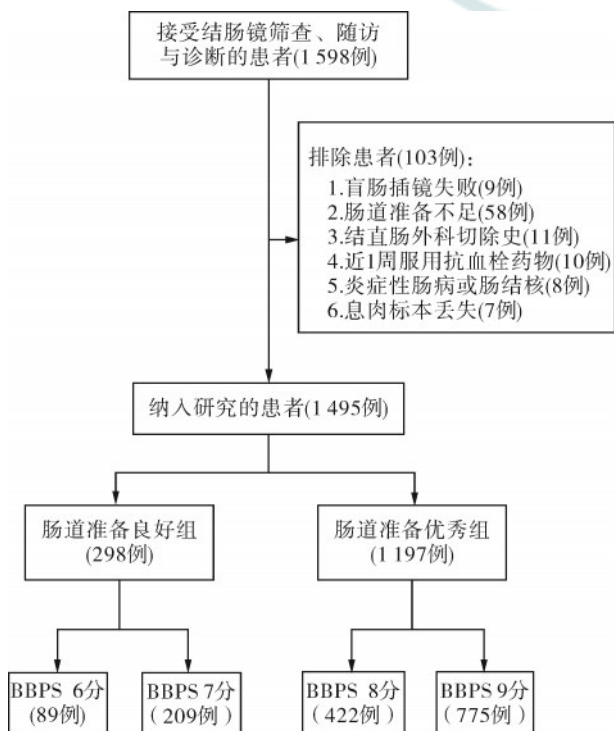 接受结肠镜筛查、随访
与诊断的患者(1 598例)
排除患者(103例)：
1.盲肠插镜失败(9例)
2.肠道准备不足(58例)
3.结直肠外科切除史(11例)
4.近1周服用抗血栓药物(10例)
5.炎症性肠病或肠结核(8例)
6.息肉标本丢失(7例)
纳入研究的患者(1 495例)
肠道准备良好组
(298例)
肠道准备优秀组
(1 197例)
BBPS 6分
(89例)
BBPS 7分
(209例)
BBPS 8分
(422例)
BBPS 9分
(775例)